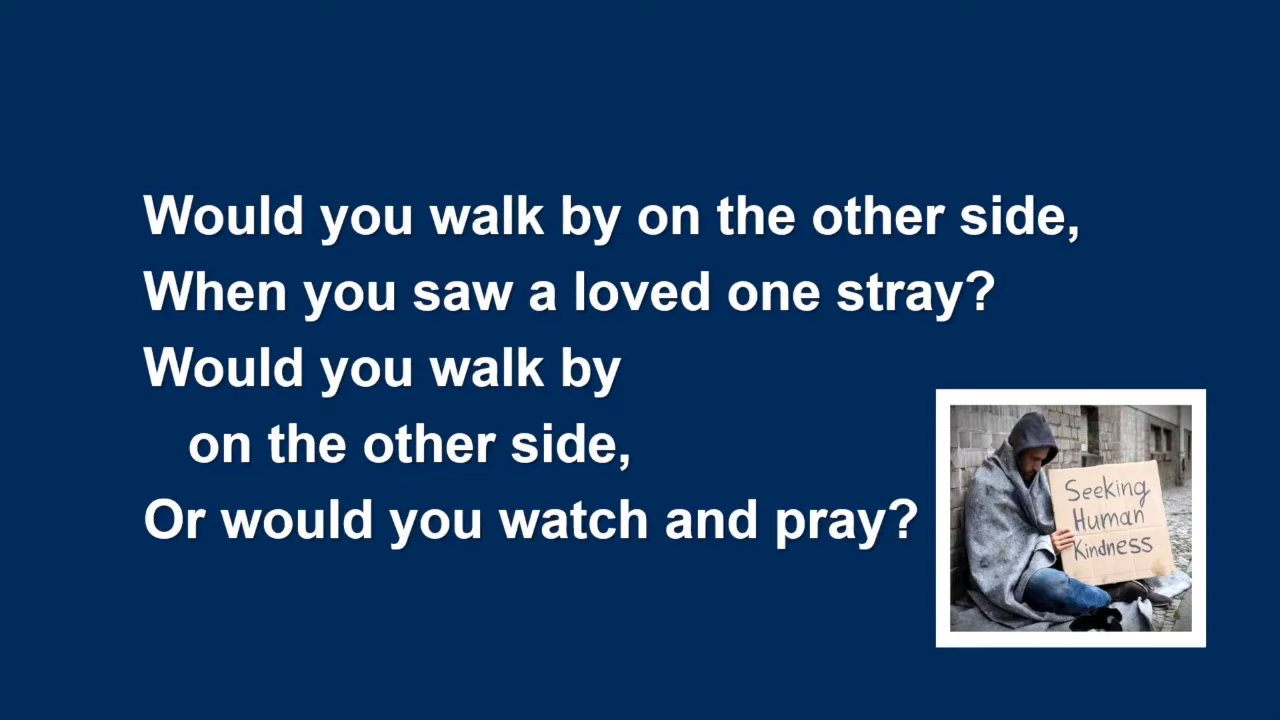 Would you walk by on the other side,
When you saw a loved one stray?
Would you walk by
on the other side,
Or would you watch and pray?
Seeking
Human
Kindness